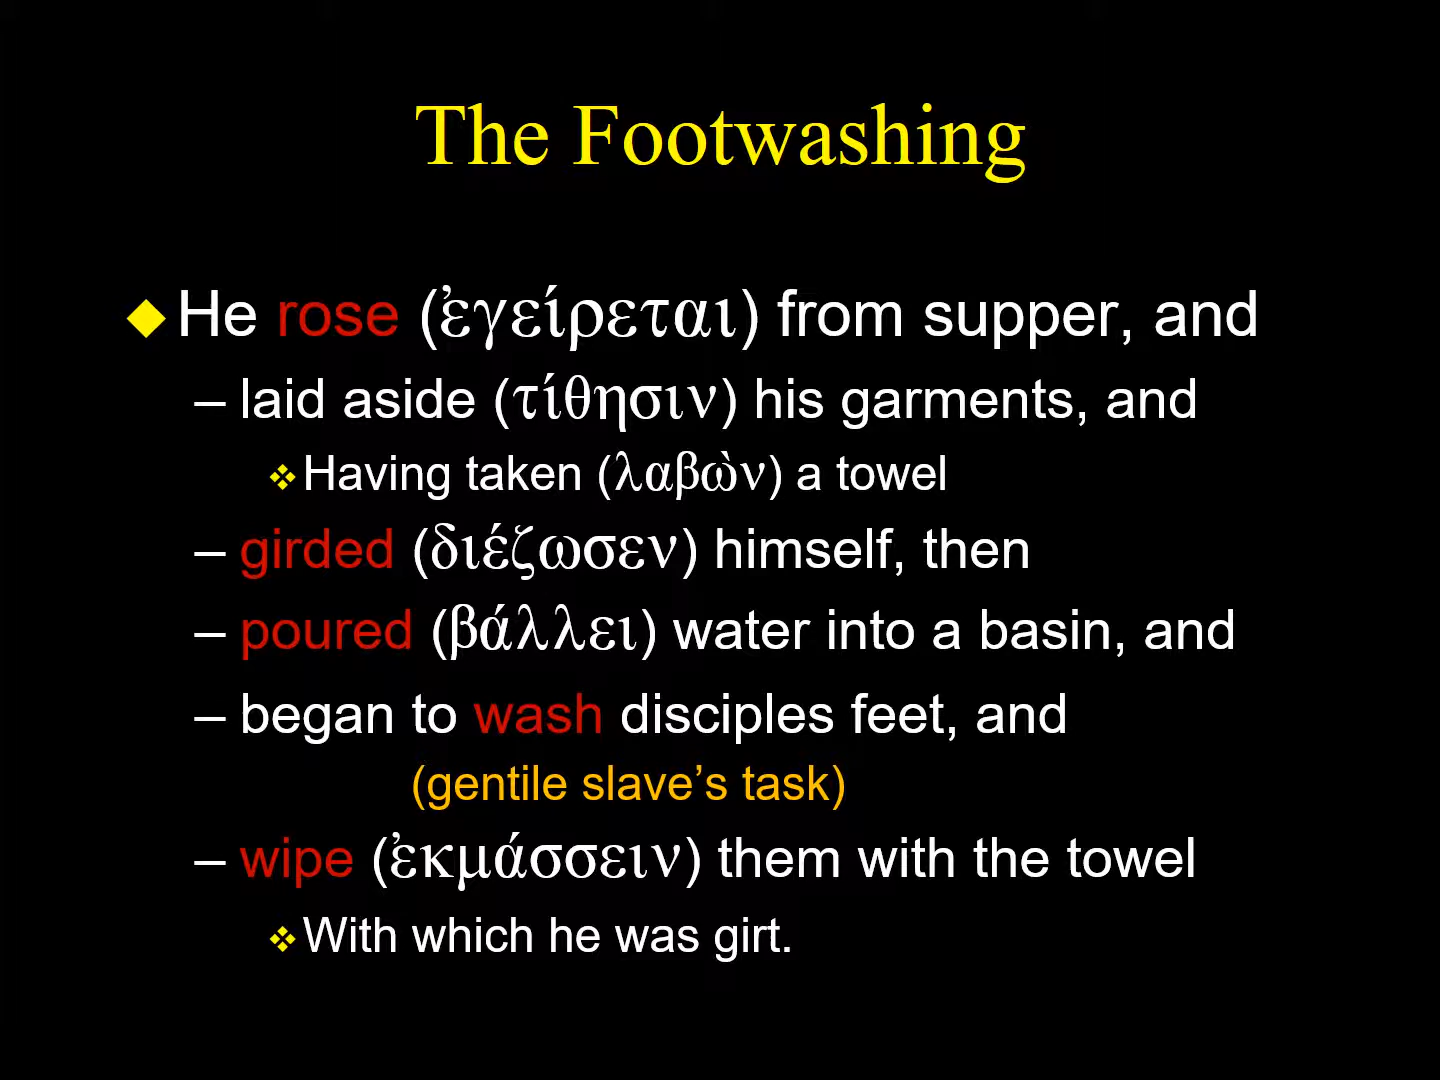 The Footwashing
He rose (ἐγείρεται) from supper, and
– laid aside (τίθησιν) his garments, and
Having taken (λαβὼν) a towel
– girded (διέζωσεν) himself, then
– poured (βάλλει) water into a basin, and
– began to wash disciples feet, and
(gentile slave’s task)
– wipe (ἐκμάσσειν) them with the towel
With which he was girt.